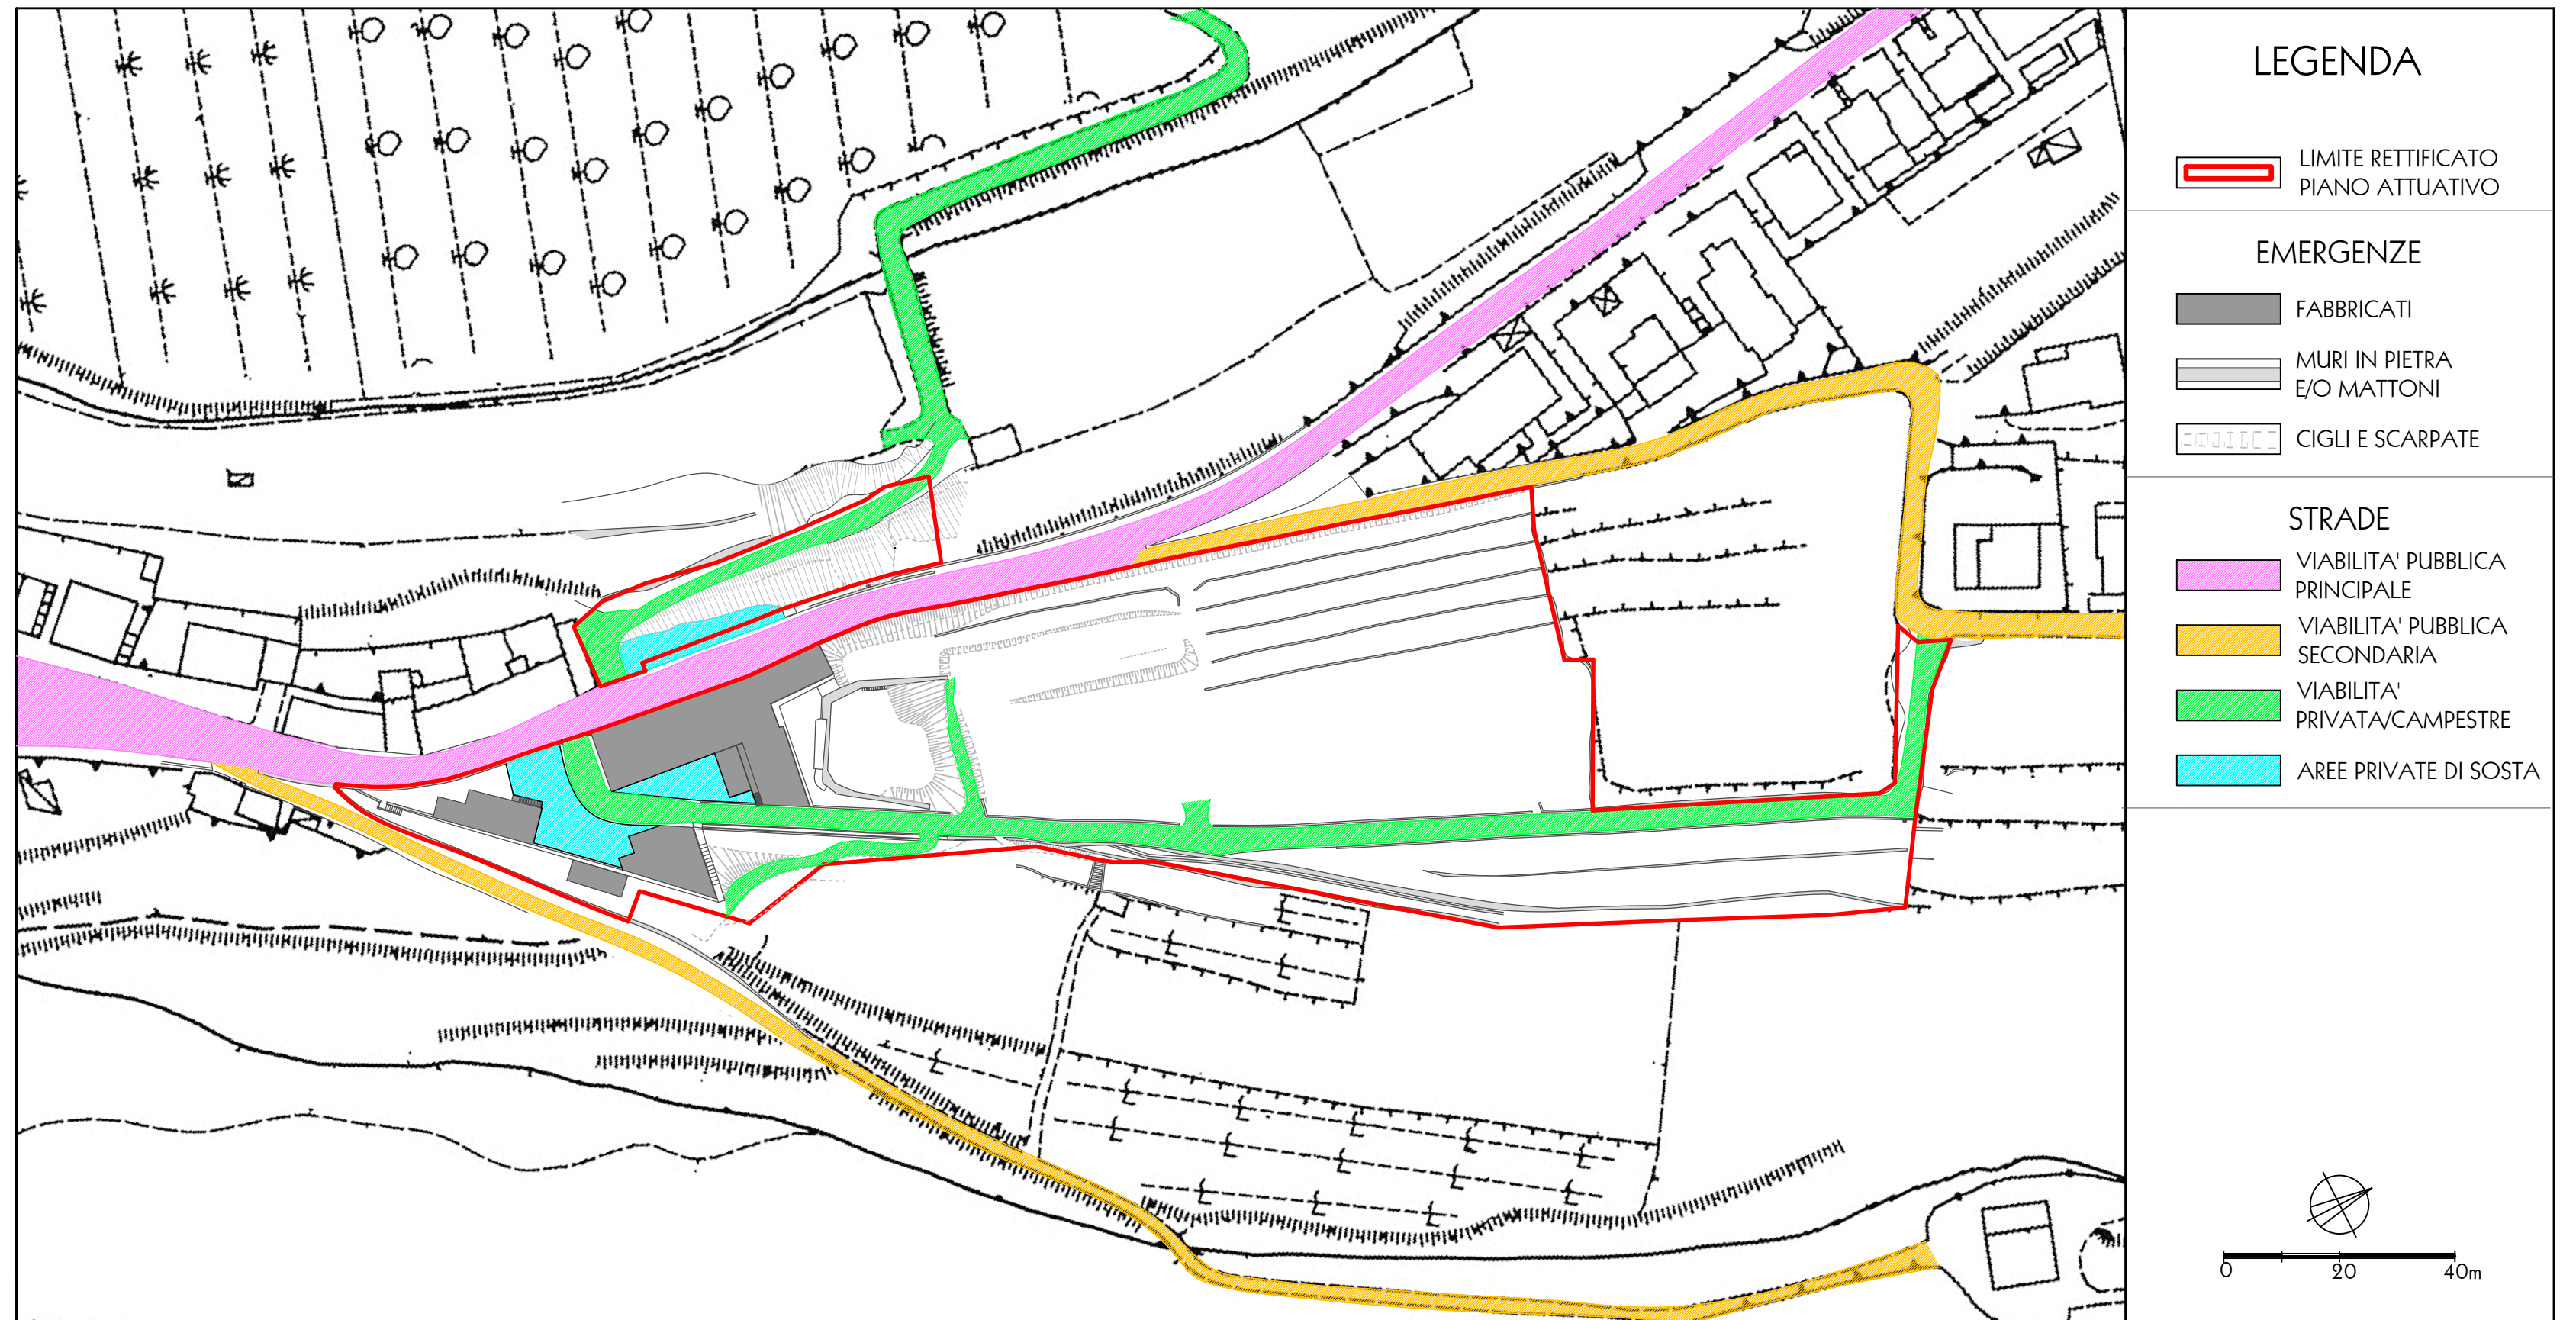 LEGENDA
LIMITE RETTIFICATO
PIANO ATTUATIVO
EMERGENZE
FABBRICATI
MURI IN PIETRA
E/O MATTONI
CIGLI E SCARPATE
STRADE
VIABILITA' PUBBLICA
PRINCIPALE
VIABILITA' PUBBLICA
SECONDARIA
VIABILITA'
PRIVATA/CAMPESTRE
AREE PRIVATE DI SOSTA
0 20 40m